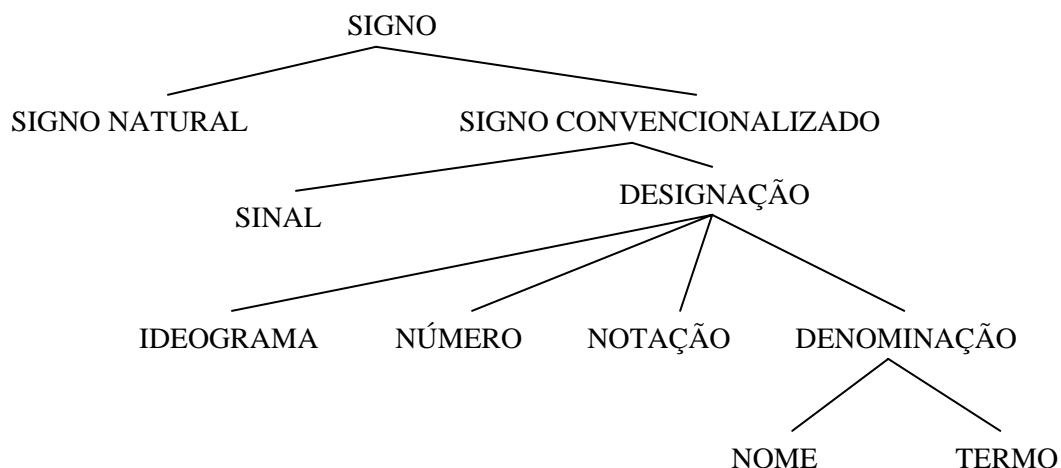 SIGNO
SIGNO NATURAL SIGNO CONVENCIONALIZADO
SINAL DESIGNAÇÃO
IDEOGRAMA NÚMERO NOTAÇÃO DENOMINAÇÃO
NOME TERMO